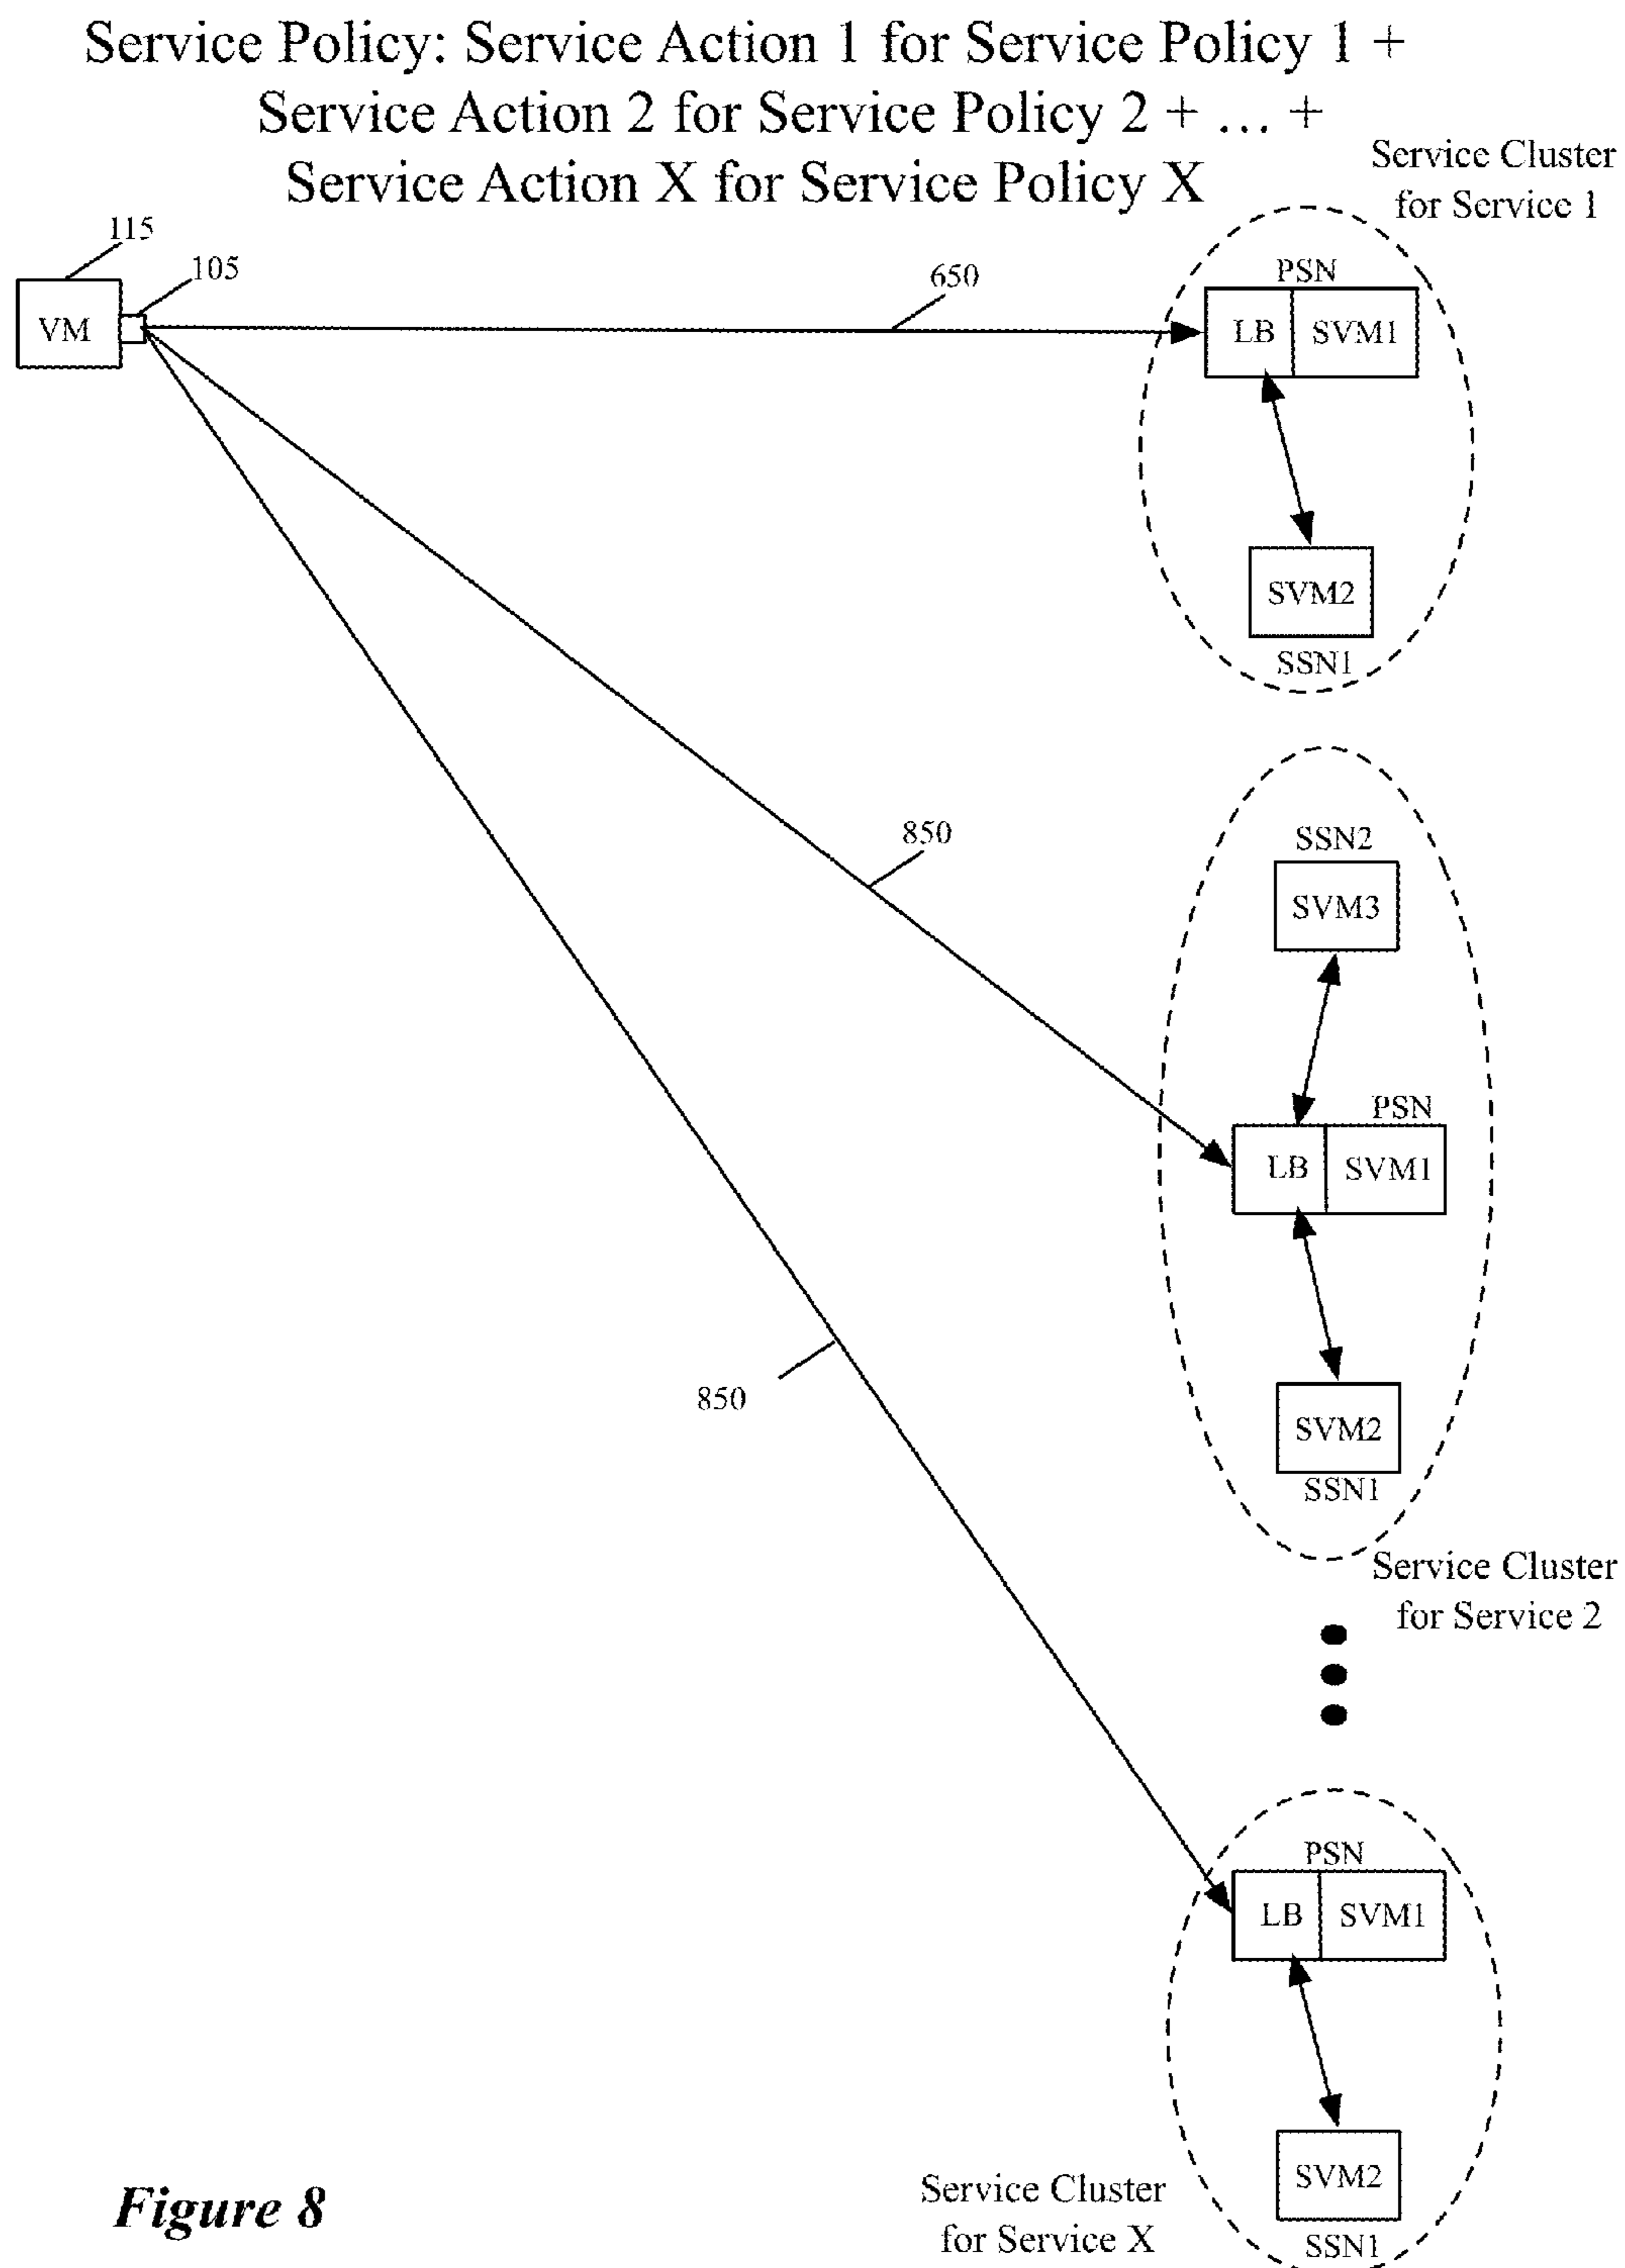 Service Policy: Service Action 1 for Service Policy 1 +
Service Action 2 for Service Policy 2 + ... +
Service Action X for Service Policy X
Service Cluster
for Service 1
115
105
VM
650
PSN
LB
SVM1
SVM2
SSN1
850
SSN2
SVM3
PSN
LB
SVM1
850
SVM2
SSN1
Service Cluster
for Service 2
PSN
LB
SVM1
SVM2
SSN1
Service Cluster
for Service X
Figure 8